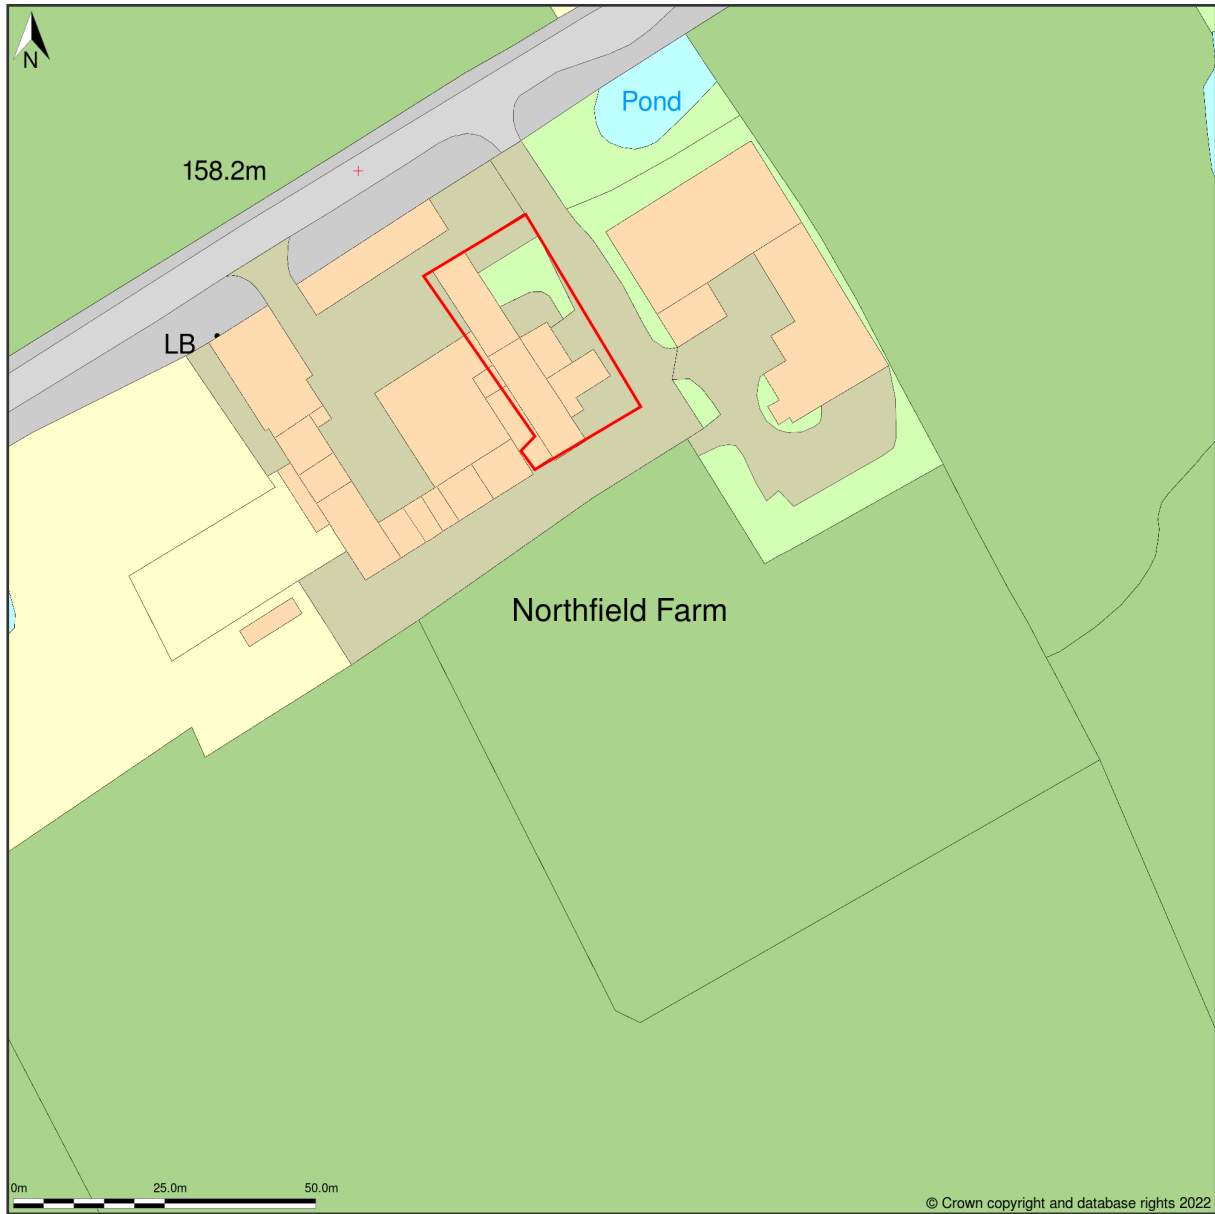 N
Pond
158.2m
LB
Northfield Farm
0m 25.0m 50.0m
© Crown copyright and database rights 2022